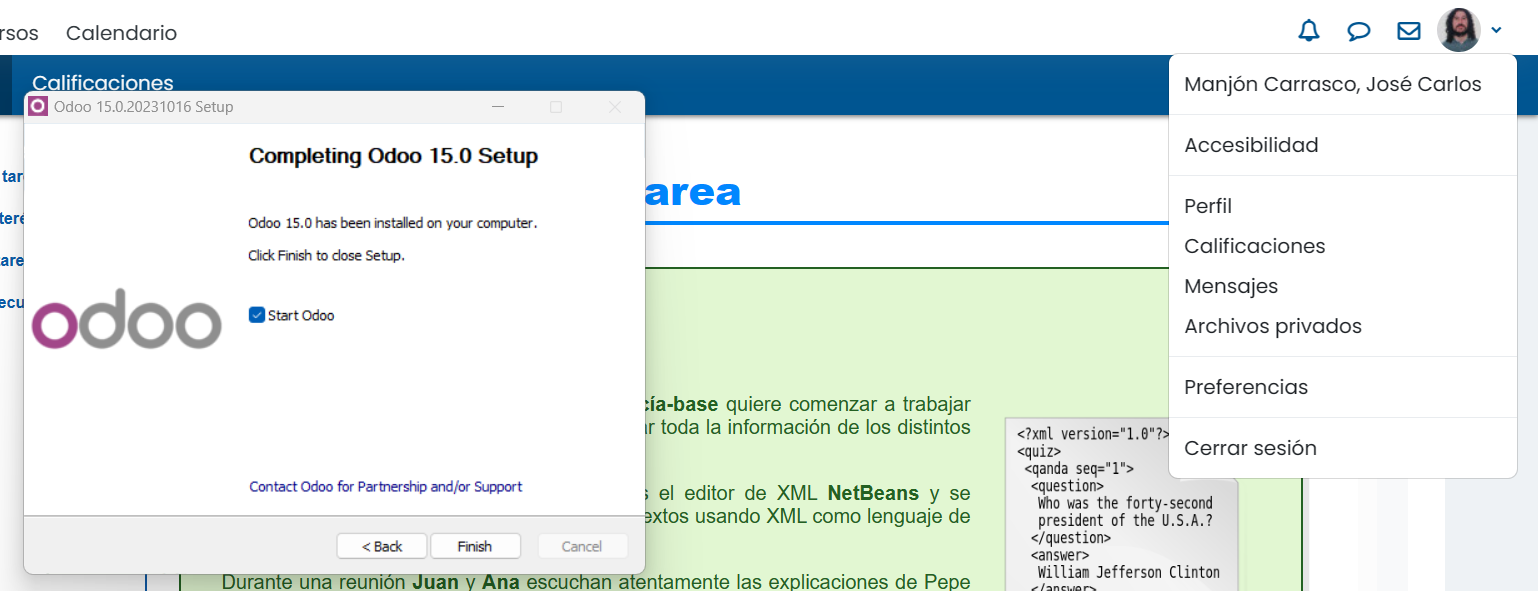 rsos Calendario
Calificaciones
Manjón Carrasco, José Carlos
Accesibilidad
Perfil
Calificaciones
Mensajes
Archivos privados
Preferencias
Cerrar sesión
Odoo 15.0.20231016 Setup
Completing Odoo 15.0 Setup
Odoo 15.0 has been installed on your computer.
Click Finish to close Setup.
odoo
Start Odoo
Contact Odoo for Partnership and/or Support
< Back Finish Cancel
tar
teré
tare
ecu
area
cía-base quiere comenzar a trabajar
ar toda la información de los distintos
s el editor de XML NetBeans y se
extos usando XML como lenguaje de
Durante una reunión Juan y Ana escuchan atentamente las explicaciones de Pepe
<?xml version="1.0"?>
<quiz>
<qanda seq="1">
<question>
Who was the forty-second
president of the U.S.A.?
</question>
<answer>
William Jefferson Clinton
</answer>